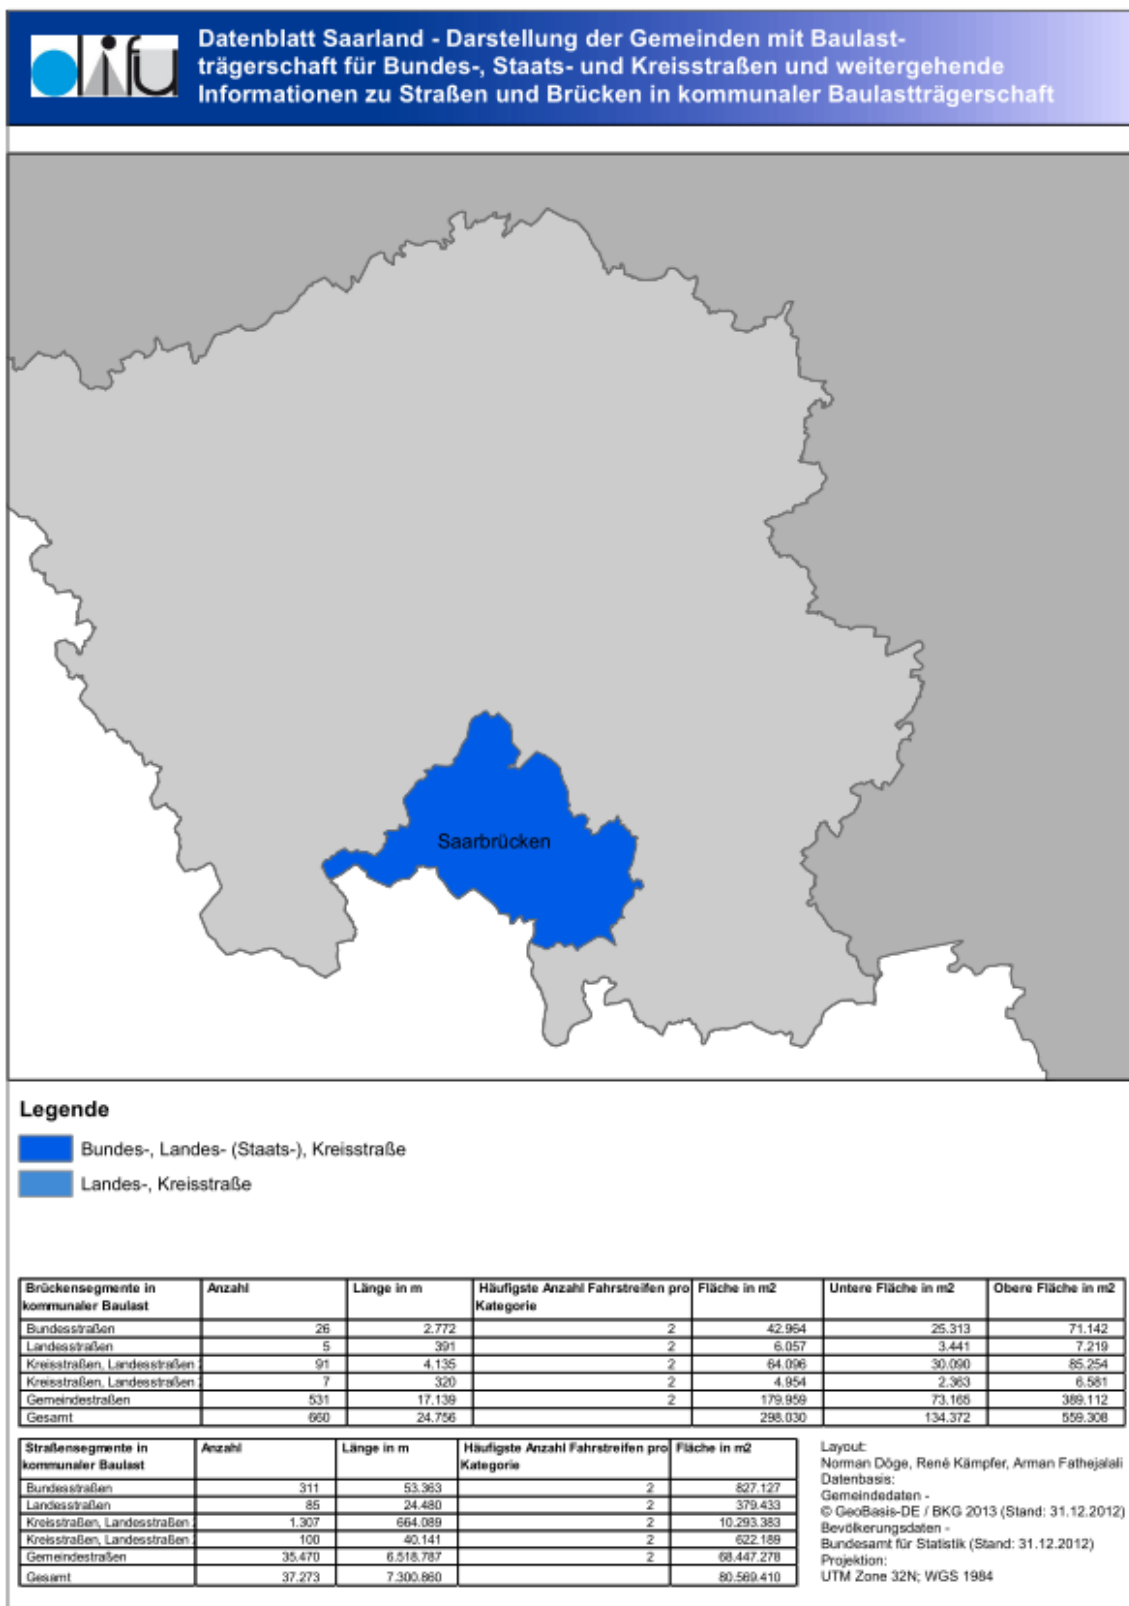 difu
Datenblatt Saarland - Darstellung der Gemeinden mit Baulast-
trägerschaft für Bundes-, Staats- und Kreisstraßen und weitergehende
Informationen zu Straßen und Brücken in kommunaler Baulastträgerschaft
Saarbrücken
Legende
Bundes-, Landes- (Staats-), Kreisstraße
Landes-, Kreisstraße
Brückensegmente in kommunaler Baulast Anzahl Länge in m Häufigste Anzahl Fahrstreifen pro Kategorie Fläche in m2 Untere Fläche in m2 Obere Fläche in m2
Bundesstraßen 26 2.772 2 42.964 25.313 71.142
Landesstraßen 5 391 2 6.057 3.441 7.219
Kreisstraßen, Landesstraßen 91 4.135 2 64.096 30.090 85.254
Kreisstraßen, Landesstraßen 7 320 2 4.954 2.363 6.581
Gemeindestraßen 531 17.139 2 179.959 73.165 389.112
Gesamt 660 24.756 298.030 134.372 559.308
Straßensegmente in kommunaler Baulast Anzahl Länge in m Häufigste Anzahl Fahrstreifen pro Kategorie Fläche in m2
Bundesstraßen 311 53.363 2 827.127
Landesstraßen 85 24.480 2 379.433
Kreisstraßen, Landesstraßen 1.307 664.089 2 10.293.383
Kreisstraßen, Landesstraßen 100 40.141 2 622.189
Gemeindestraßen 35.470 6.518.787 2 68.447.278
Gesamt 37.273 7.300.860 80.569.410
Layout:
Norman Döge, René Kämpfer, Arman Fathejalali
Datenbasis:
Gemeindedaten -
© GeoBasis-DE / BKG 2013 (Stand: 31.12.2012)
Bevölkerungsdaten -
Bundesamt für Statistik (Stand: 31.12.2012)
Projektion:
UTM Zone 32N; WGS 1984